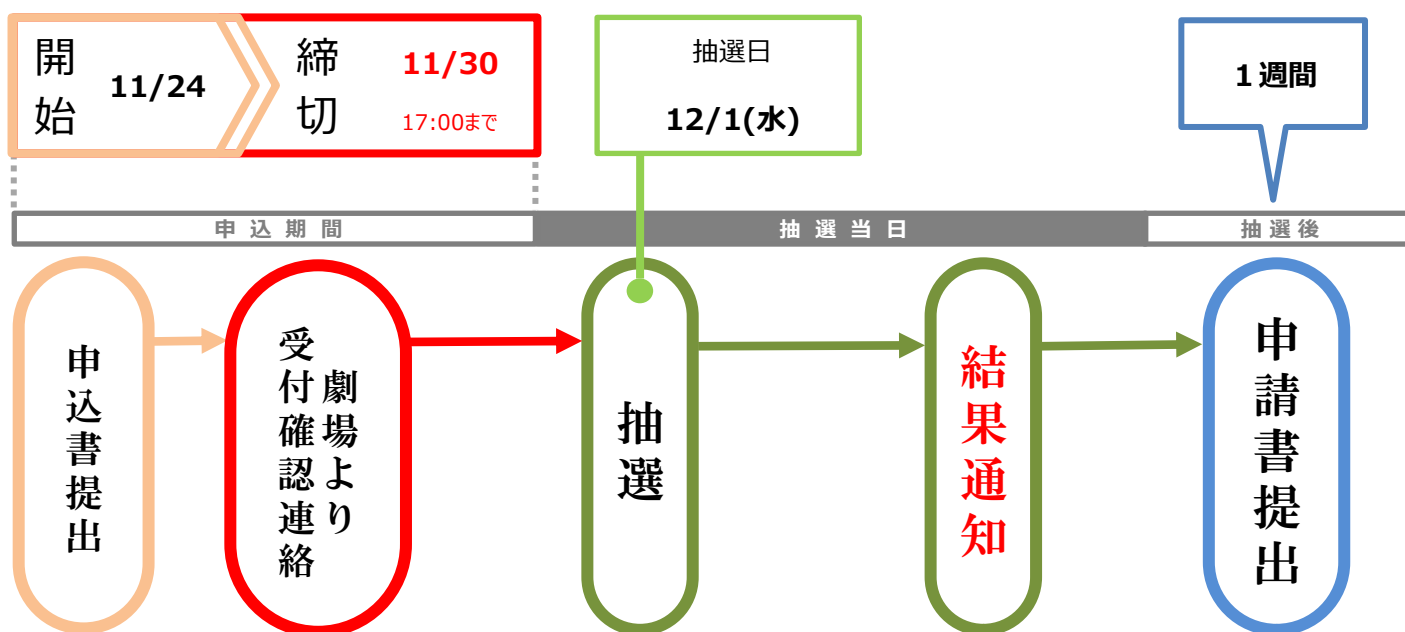 開始
11/24
締切
11/30
17:00まで
抽選日
12/1(水)
1週間
申込期間
抽選当日
抽選後
申込書提出
劇場より
受付確認連絡
抽選
結果通知
申請書提出